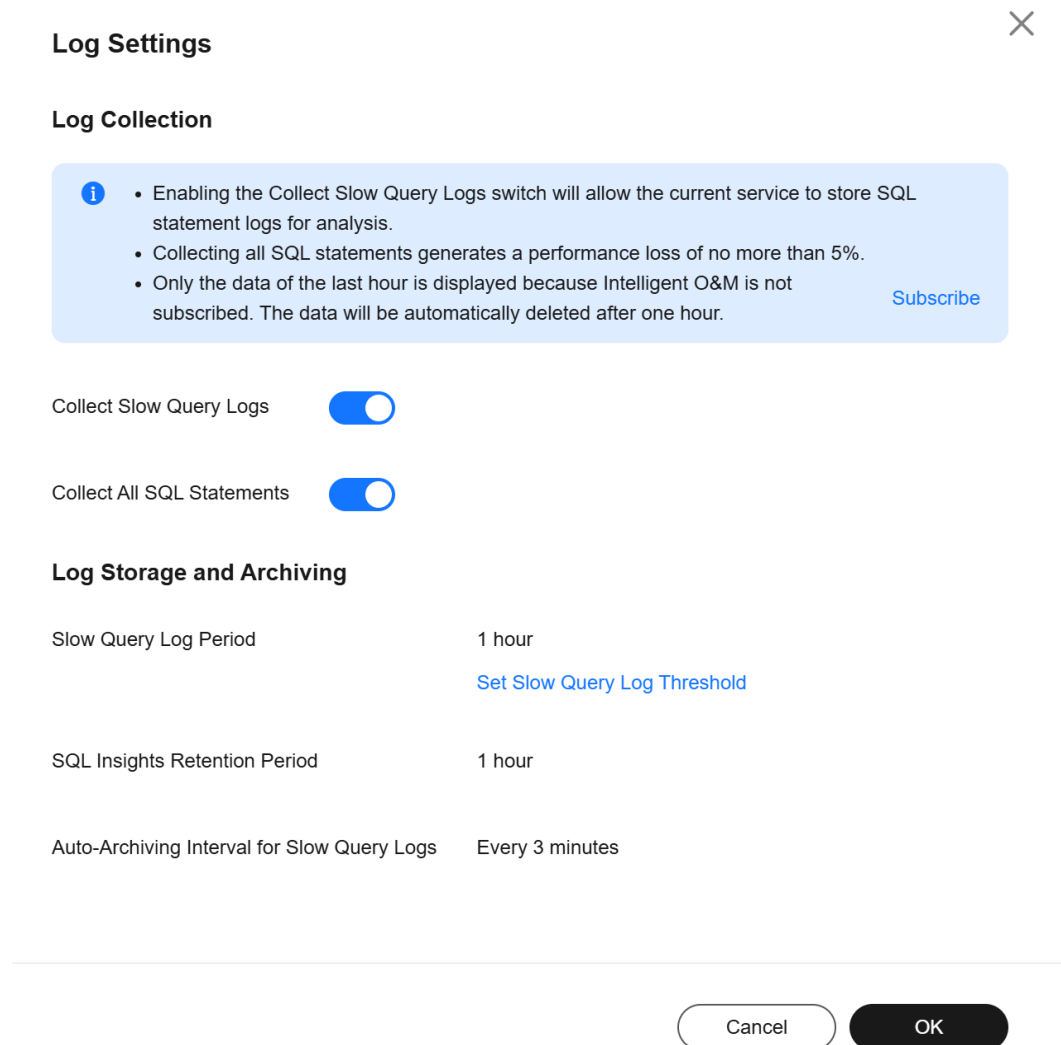 Log Settings
Log Collection
• Enabling the Collect Slow Query Logs switch will allow the current service to store SQL
statement logs for analysis.
• Collecting all SQL statements generates a performance loss of no more than 5%.
• Only the data of the last hour is displayed because Intelligent O&M is not
subscribed. The data will be automatically deleted after one hour.
Subscribe
Collect Slow Query Logs
Collect All SQL Statements
Log Storage and Archiving
Slow Query Log Period 1 hour
Set Slow Query Log Threshold
SQL Insights Retention Period 1 hour
Auto-Archiving Interval for Slow Query Logs Every 3 minutes
Cancel OK